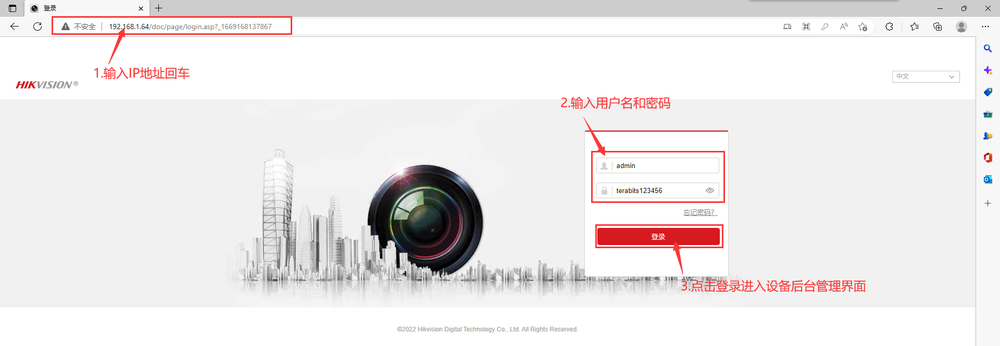 登录
不安全 192.168.1.64/doc/page/login.asp?_1669168137867
1.输入IP地址回车
HIKVISION®
中文
2.输入用户名和密码
admin
terabits123456
忘记密码?
登录
3.点击登录进入设备后台管理界面
©2022 Hikvision Digital Technology Co., Ltd. All Rights Reserved.